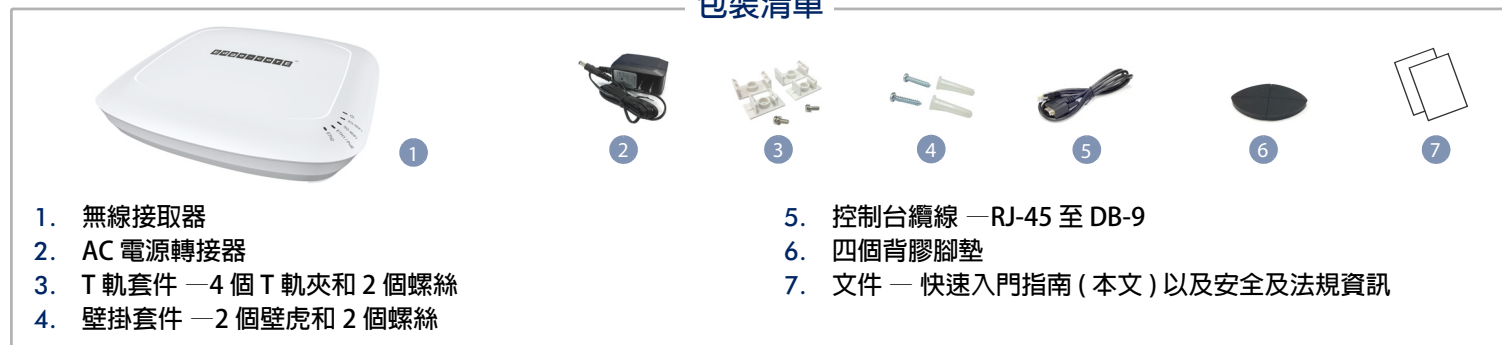 包裝清單
1
2
3
4
5
6
7
1. 無線接取器
2. AC 電源轉接器
3. T 軌套件 —4 個 T 軌夾和 2 個螺絲
4. 壁掛套件 —2 個壁虎和 2 個螺絲
5. 控制台纜線 —RJ-45 至 DB-9
6. 四個背膠腳墊
7. 文件 — 快速入門指南 ( 本文 ) 以及安全及法規資訊